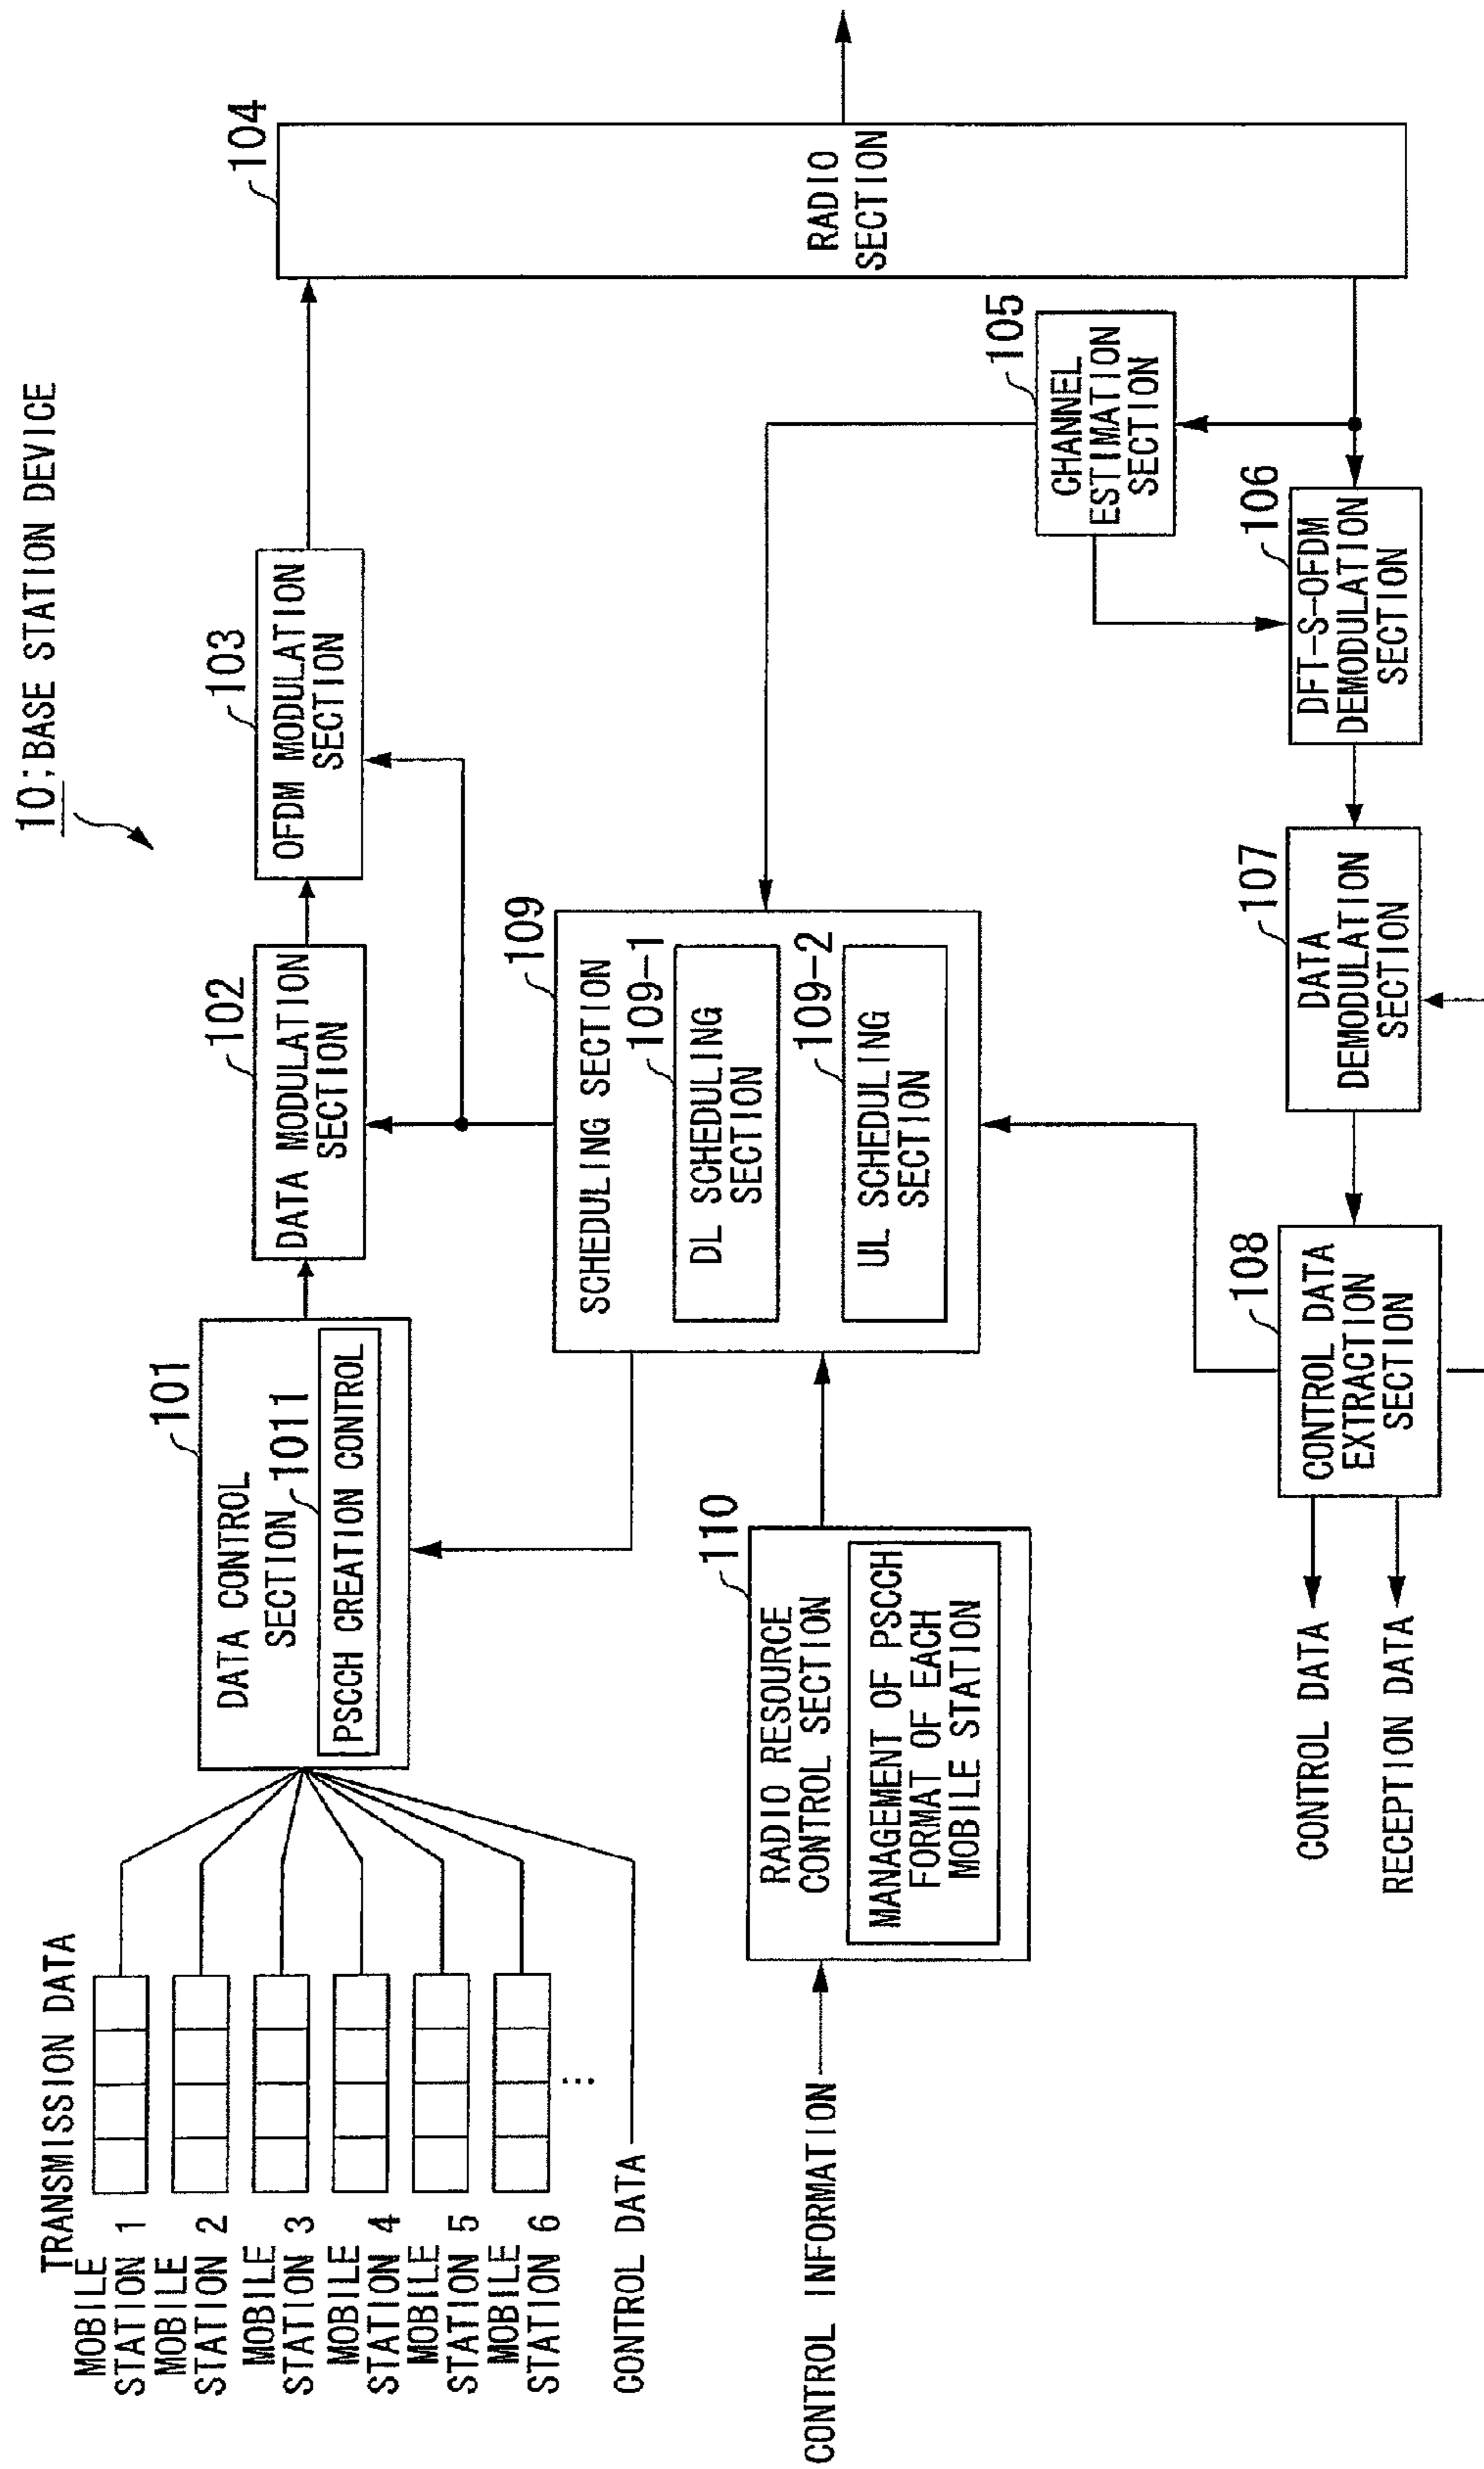 10;BASE STATION DEVICE
TRANSMISSION DATA
MOBILE
STATION 1
MOBILE
STATION 2
MOBILE
STATION 3
MOBILE
STATION 4
MOBILE
STATION 5
MOBILE
STATION 6
...
CONTROL DATA
101
DATA CONTROL
SECTION
1011
PSCCH CREATION CONTROL
102
DATA MODULATION
SECTION
103
OFDM MODULATION
SECTION
104
RADIO
SECTION
109
SCHEDULING SECTION
109-1
DL SCHEDULING
SECTION
109-2
UL SCHEDULING
SECTION
105
CHANNEL
ESTIMATION
SECTION
CONTROL INFORMATION
110
RADIO RESOURCE
CONTROL SECTION
MANAGEMENT OF PSCCH
FORMAT OF EACH
MOBILE STATION
CONTROL DATA
RECEPTION DATA
108
CONTROL DATA
EXTRACTION
SECTION
107
DATA
DEMODULATION
SECTION
106
DFT-S-OFDM
DEMODULATION
SECTION